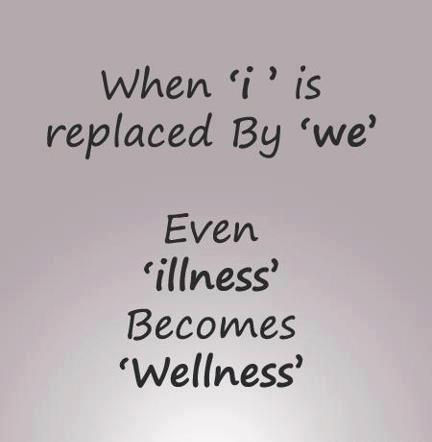 When ‘i ’ is
replaced By ‘we’
Even
‘illness’
Becomes
‘Wellness’